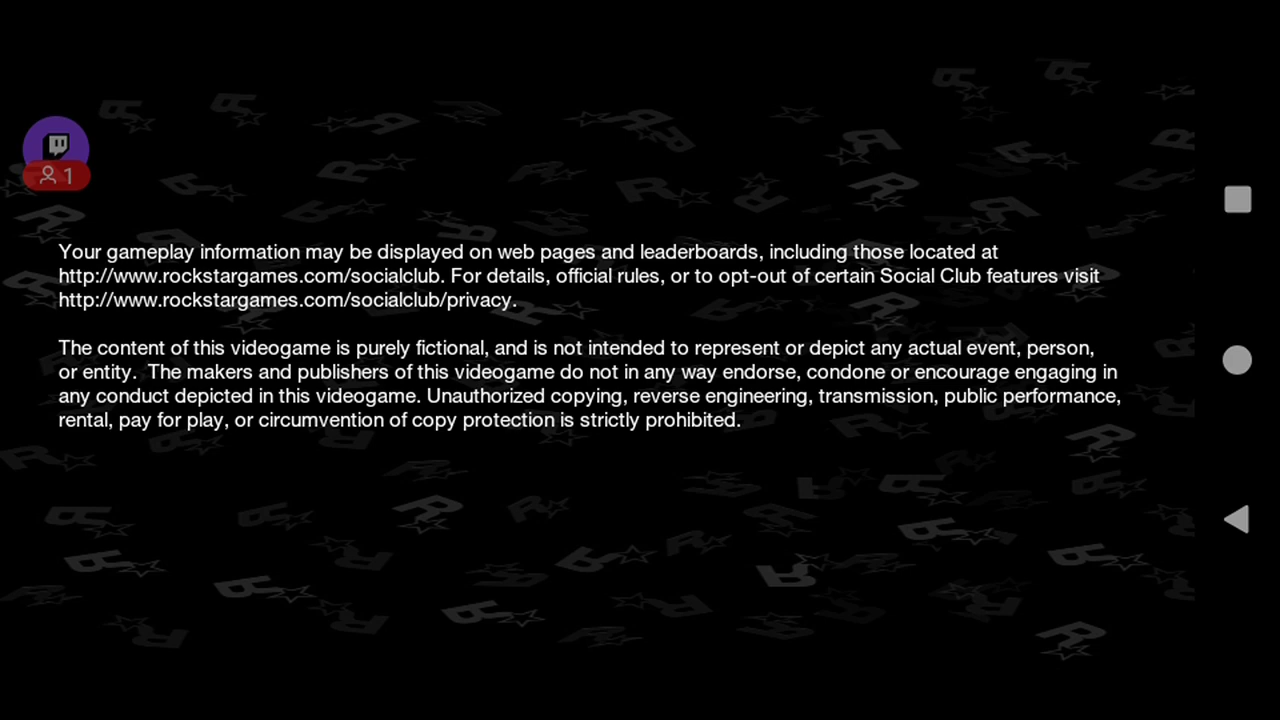 1
Your gameplay information may be displayed on web pages and leaderboards, including those located at
http://www.rockstargames.com/socialclub. For details, official rules, or to opt-out of certain Social Club features visit
http://www.rockstargames.com/socialclub/privacy.
The content of this videogame is purely fictional, and is not intended to represent or depict any actual event, person,
or entity.  The makers and publishers of this videogame do not in any way endorse, condone or encourage engaging in
any conduct depicted in this videogame. Unauthorized copying, reverse engineering, transmission, public performance,
rental, pay for play, or circumvention of copy protection is strictly prohibited.